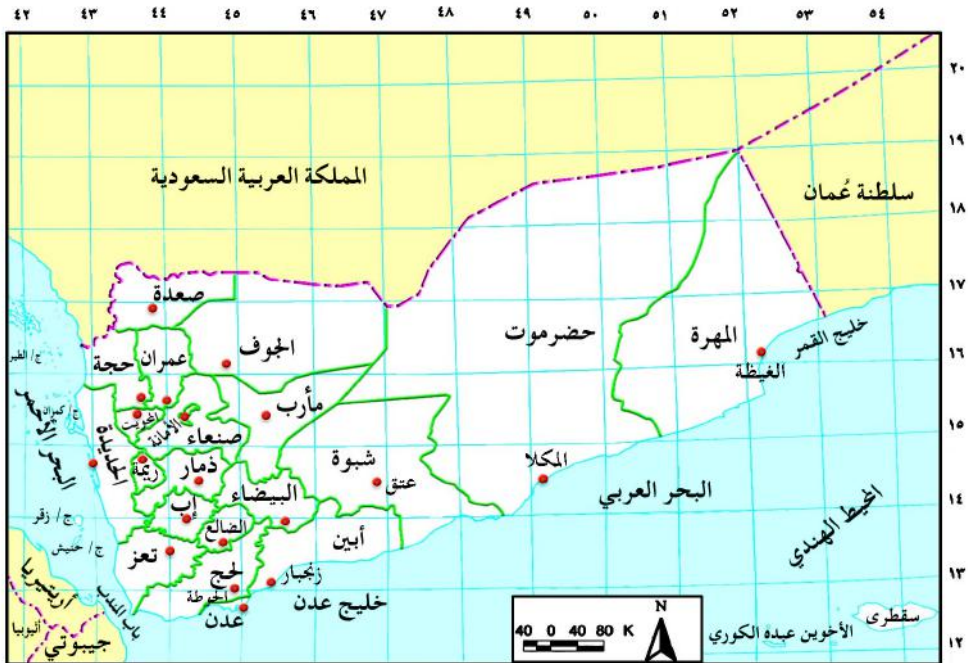 ٤٢ ٤٣ ٤٤ ٤٥ ٤٦ ٤٧ ٤٨ ٤٩ ٥٠ ٥١ ٥٢ ٥٣ ٥٤
٢٠
١٩
١٨
١٧
١٦
١٥
١٤
١٣
١٢
المملكة العربية السعودية
سلطنة عُمان
صعدة
حضرموت
المهرة
خليج القمر
الغيظة
الجوف
عمران
حجة
ج/ الطير
مأرب
ج/ كمران
المحويت
الأمانة
صنعاء
الحديدة
البحر الأحمر
ريمة
ذمار
شبوة
عتق
المكلا
البحر العربي
المحيط الهندي
البيضاء
إب
الضالع
أبين
ج/ زقر
ج/ حنيش
تعز
لحج
الحوطة
زنجبار
عدن
خليج عدن
باب المندب
أريتيريا
أثيوبيا
جيبوتي
سقطرى
الأخوين عبده الكوري
N
40 0 40 80 K